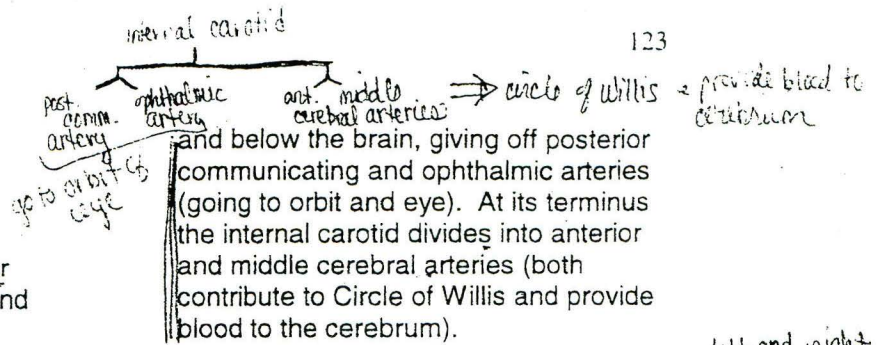 internal carotid
123
post. comm. artery
ophthalmic artery
ant. middle cerebral arteries
⇒ circle of Willis
provide blood to cerebrum
go to orbit of eye
and below the brain, giving off posterior
communicating and ophthalmic arteries
(going to orbit and eye). At its terminus
the internal carotid divides into anterior
and middle cerebral arteries (both
contribute to Circle of Willis and provide
blood to the cerebrum).
r
nd
left and right